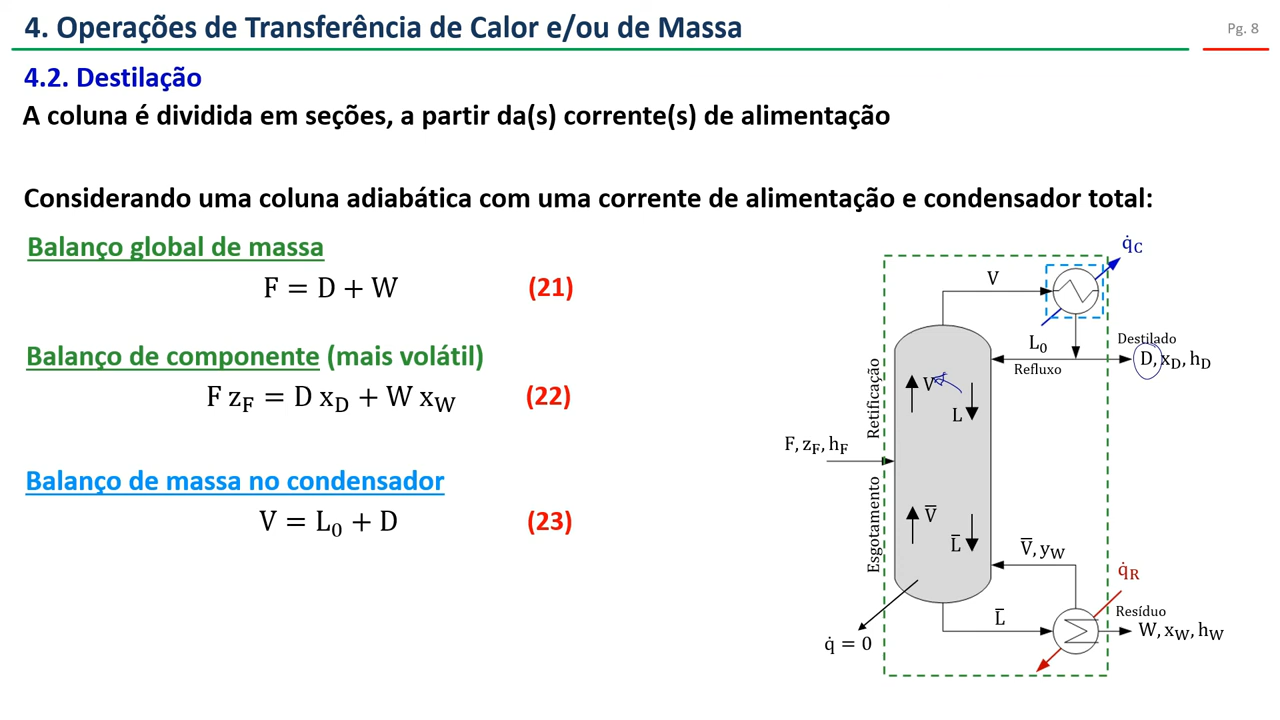 4. Operações de Transferência de Calor e/ou de Massa
Pg. 8
4.2. Destilação
A coluna é dividida em seções, a partir da(s) corrente(s) de alimentação
Considerando uma coluna adiabática com uma corrente de alimentação e condensador total:
Balanço global de massa
F = D + W (21)
Balanço de componente (mais volátil)
F z_F = D x_D + W x_W (22)
Balanço de massa no condensador
V = L₀ + D (23)
q̇_C
V
L₀
Refluxo
Destilado
D, x_D, h_D
Retificação
V
L
F, z_F, h_F
Esgotamento
V̅
L̅
V̅, y_W
q̇_R
L̅
Resíduo
W, x_W, h_W
q̇ = 0